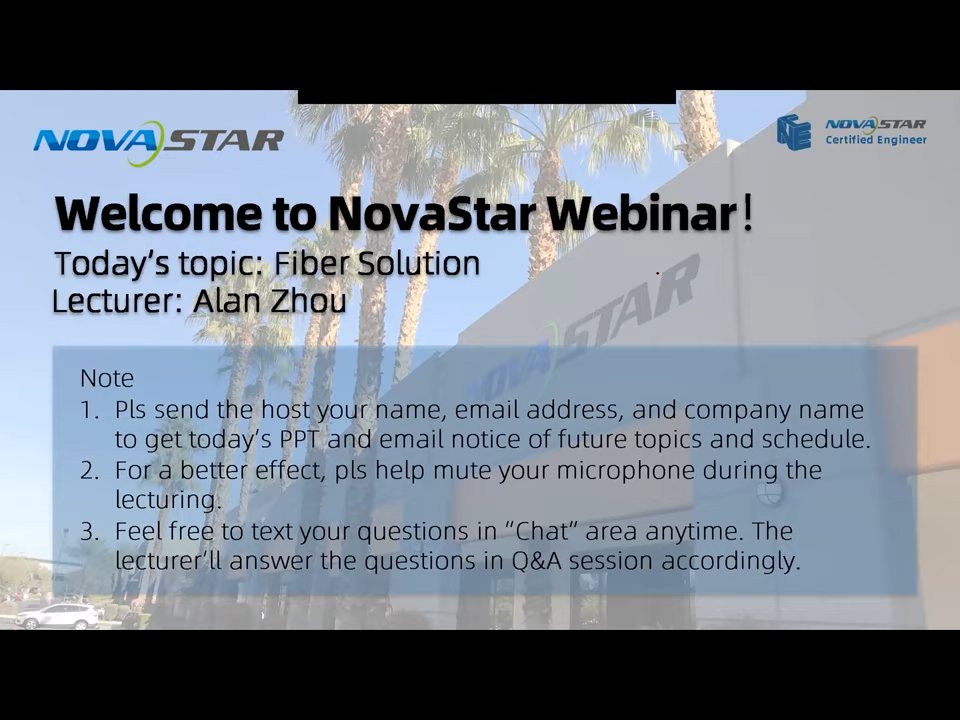 NOVASTAR
NOVASTAR
Certified Engineer
Welcome to NovaStar Webinar!
Today's topic: Fiber Solution
Lecturer: Alan Zhou
NOVASTAR
Note
1. Pls send the host your name, email address, and company name
to get today's PPT and email notice of future topics and schedule.
2. For a better effect, pls help mute your microphone during the
lecturing.
3. Feel free to text your questions in “Chat” area anytime. The
lecturer'll answer the questions in Q&A session accordingly.